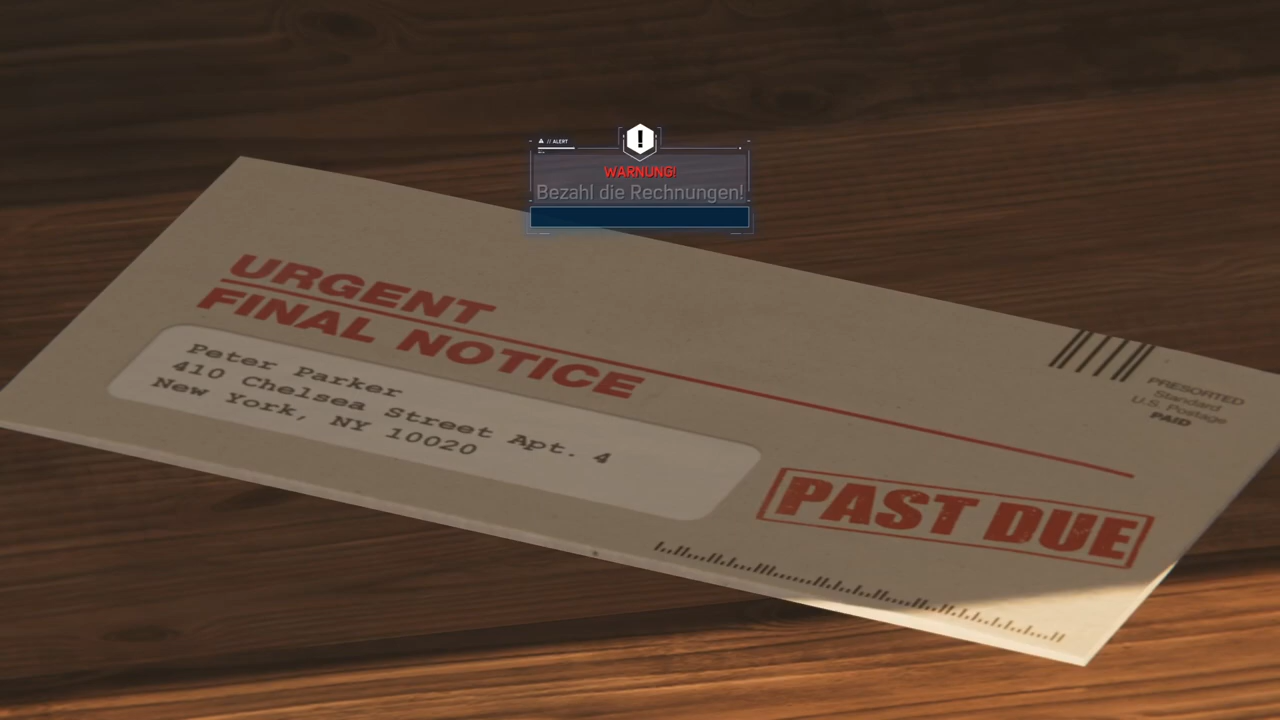 // ALERT
WARNUNG!
Bezahl die Rechnungen!
URGENT
FINAL NOTICE
Peter Parker
410 Chelsea Street Apt. 4
New York, NY 10020
PRESORTED
Standard
U.S. Postage
PAID
PAST DUE